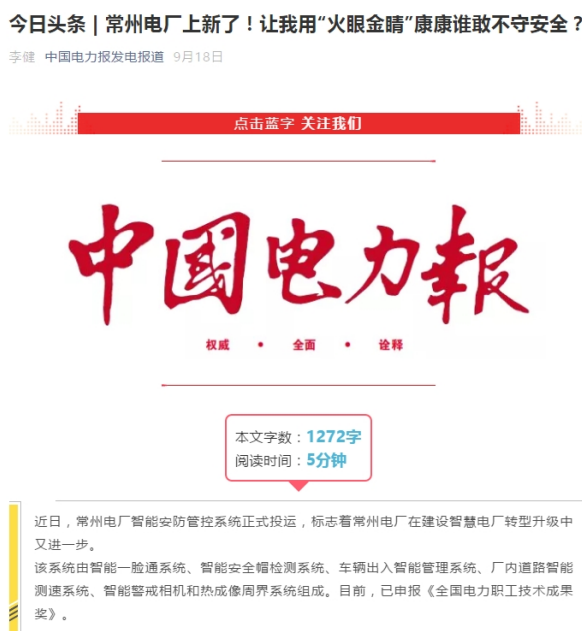 今日头条 | 常州电厂上新了！让我用“火眼金睛”康康谁敢不守安全？
李健 中国电力报发电报道 9月18日
点击蓝字 关注我们
中国电力報
权威 • 全面 • 诠释
本文字数：1272字
阅读时间：5分钟
近日，常州电厂智能安防管控系统正式投运，标志着常州电厂在建设智慧电厂转型升级中
又进一步。
该系统由智能一脸通系统、智能安全帽检测系统、车辆出入智能管理系统、厂内道路智能
测速系统、智能警戒相机和热成像周界系统组成。目前，已申报《全国电力职工技术成果
奖》。